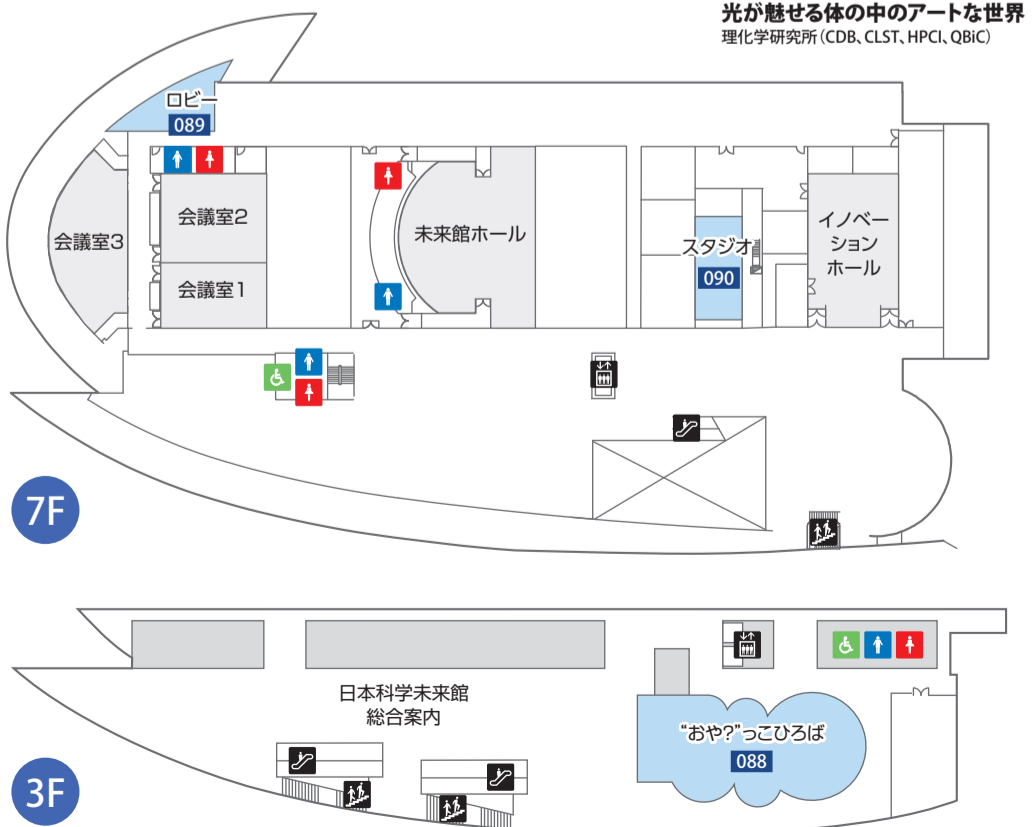 光が魅せる体の中のアートな世界
理化学研究所（CDB、CLST、HPCI、QBiC）
ロビー
089
会議室3
会議室2
会議室1
未来館ホール
スタジオ
090
イノベー
ション
ホール
7F
日本科学未来館
総合案内
“おや?”っこひろば
088
3F